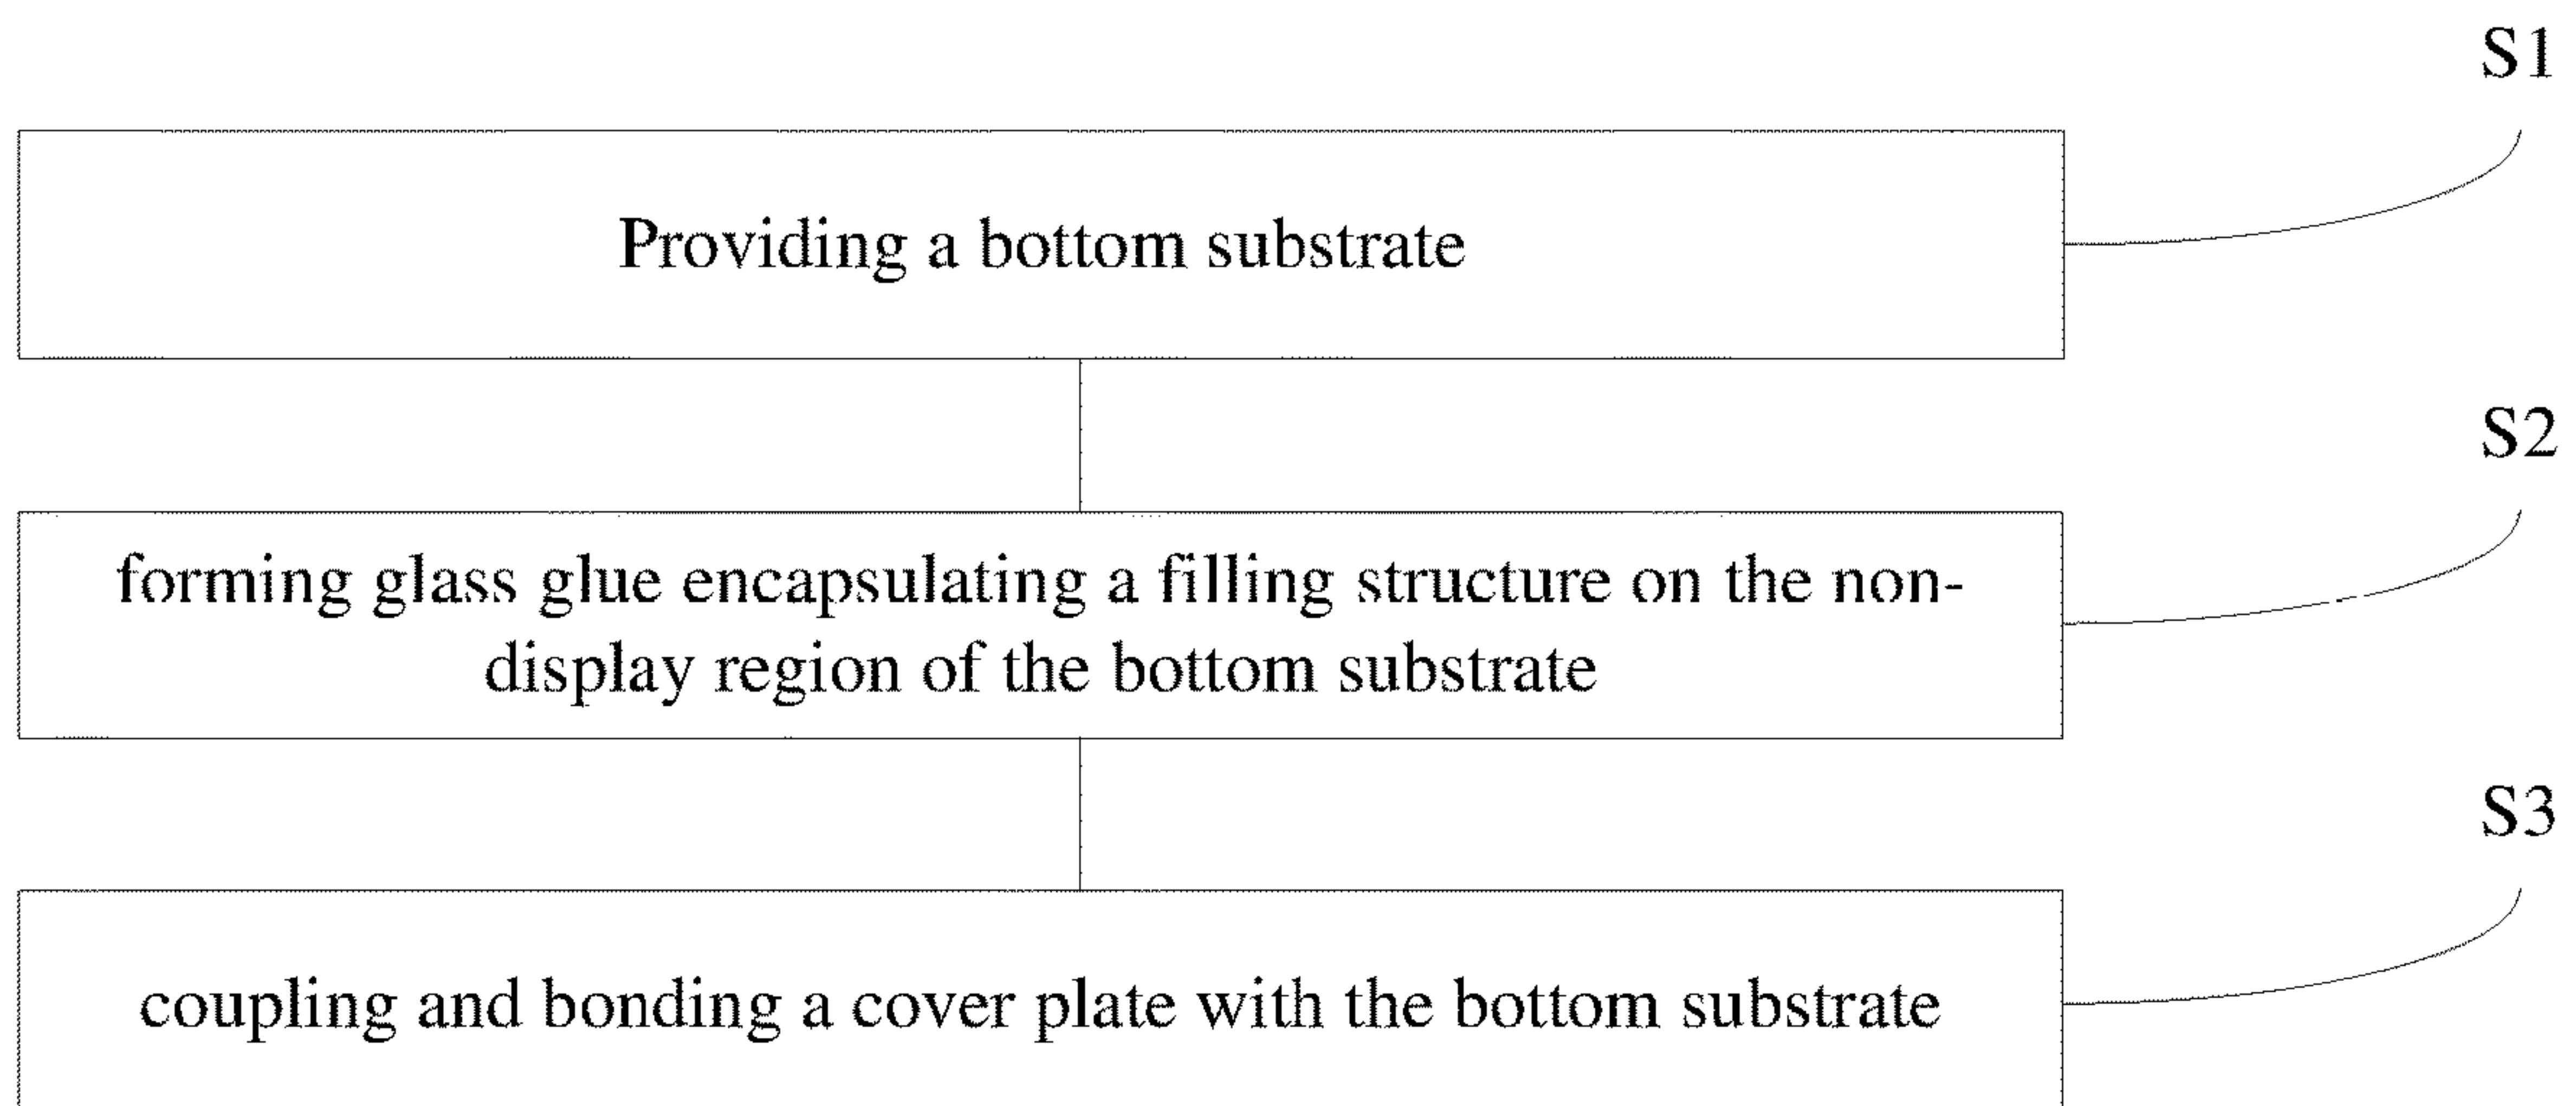 S1
Providing a bottom substrate
S2
forming glass glue encapsulating a filling structure on the non-
display region of the bottom substrate
S3
coupling and bonding a cover plate with the bottom substrate